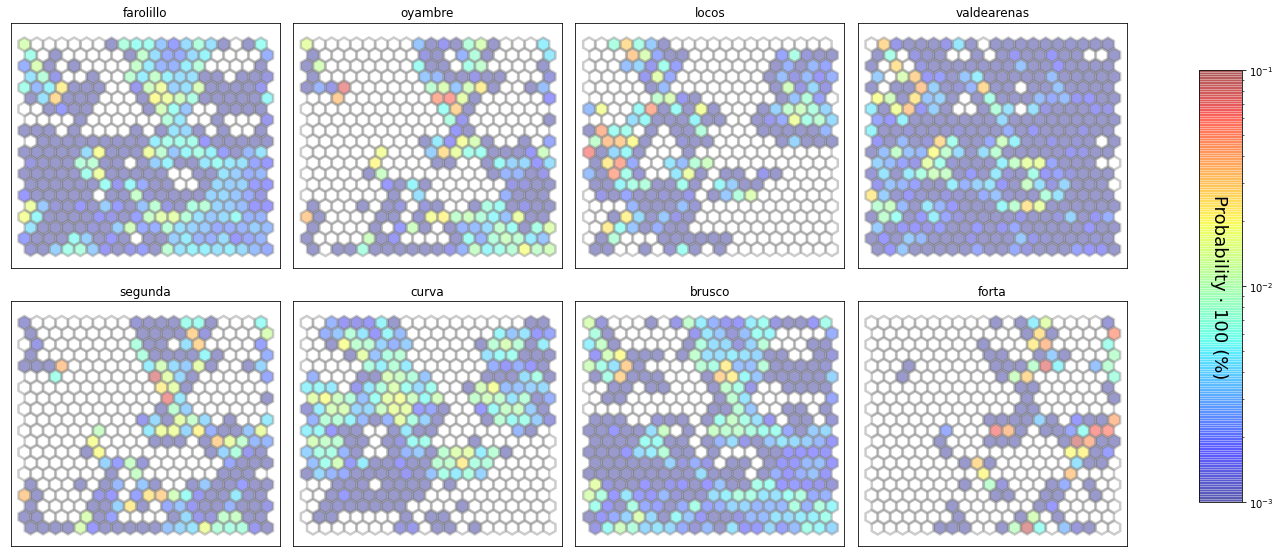 farolillo
oyambre
locos
valdearenas
segunda
curva
brusco
forta
10⁻¹
10⁻²
10⁻³
Probability · 100 (%)